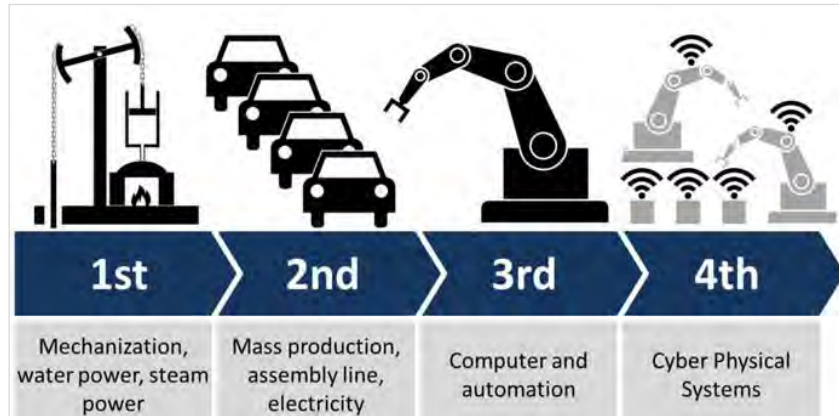 1st
2nd
3rd
4th
Mechanization,
water power, steam
power
Mass production,
assembly line,
electricity
Computer and
automation
Cyber Physical
Systems